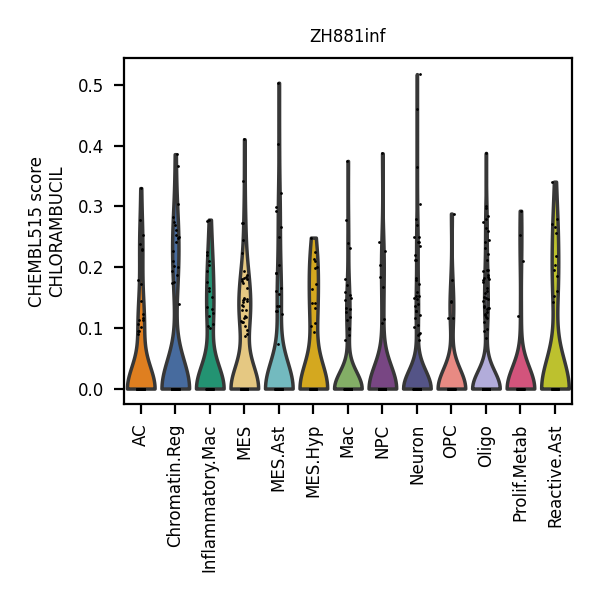 ZH881inf
CHEMBL515 score
CHLORAMBUCIL
0.5
0.4
0.3
0.2
0.1
0.0
AC
Chromatin.Reg
Inflammatory.Mac
MES
MES.Ast
MES.Hyp
Mac
NPC
Neuron
OPC
Oligo
Prolif.Metab
Reactive.Ast